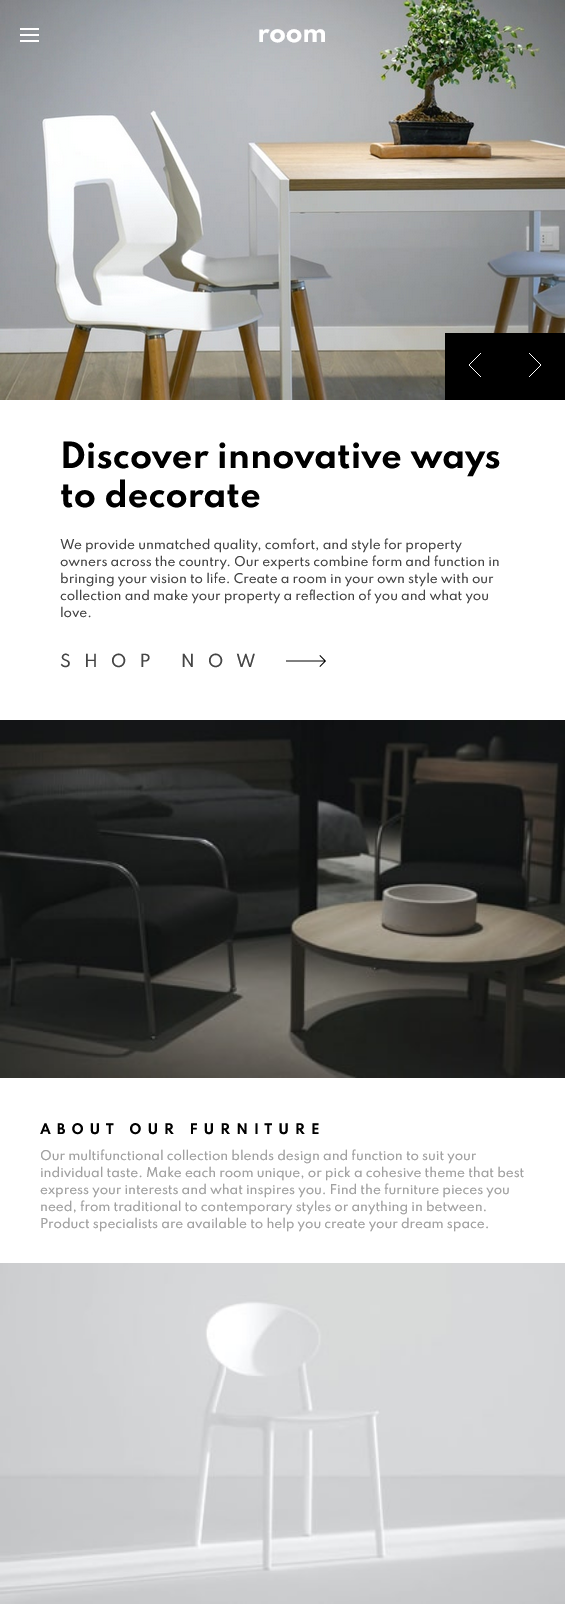 room
Discover innovative ways
to decorate
We provide unmatched quality, comfort, and style for property
owners across the country. Our experts combine form and function in
bringing your vision to life. Create a room in your own style with our
collection and make your property a reflection of you and what you
love.
SHOP NOW
ABOUT OUR FURNITURE
Our multifunctional collection blends design and function to suit your
individual taste. Make each room unique, or pick a cohesive theme that best
express your interests and what inspires you. Find the furniture pieces you
need, from traditional to contemporary styles or anything in between.
Product specialists are available to help you create your dream space.